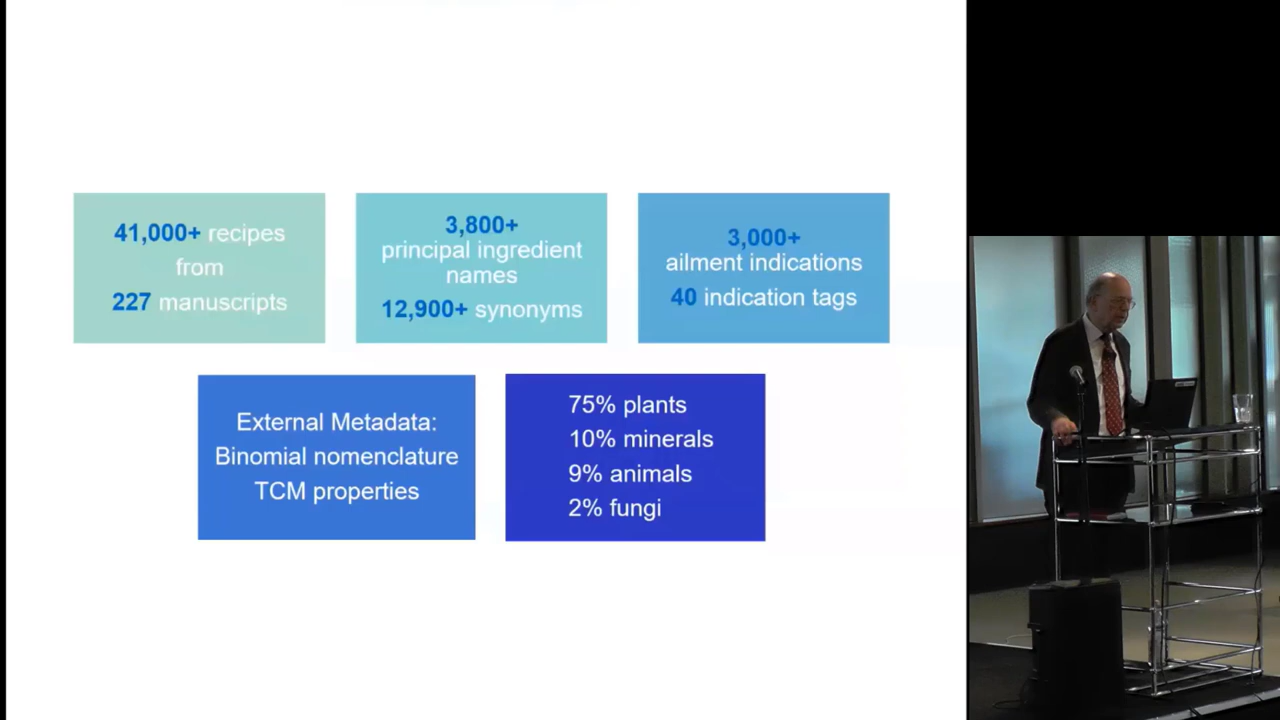 41,000+ recipes
from
227 manuscripts
3,800+
principal ingredient
names
12,900+ synonyms
3,000+
ailment indications
40 indication tags
External Metadata:
Binomial nomenclature
TCM properties
75% plants
10% minerals
9% animals
2% fungi